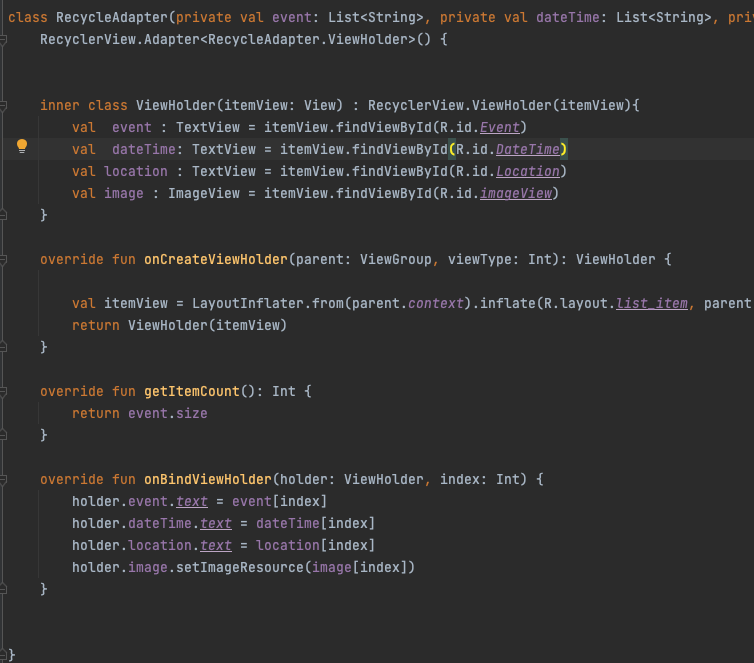 class RecycleAdapter(private val event: List<String>, private val dateTime: List<String>, priv
    RecyclerView.Adapter<RecycleAdapter.ViewHolder>() {
    inner class ViewHolder(itemView: View) : RecyclerView.ViewHolder(itemView){
        val  event : TextView = itemView.findViewById(R.id.Event)
        val  dateTime: TextView = itemView.findViewById(R.id.DateTime)
        val location : TextView = itemView.findViewById(R.id.Location)
        val image : ImageView = itemView.findViewById(R.id.imageView)
    }
    override fun onCreateViewHolder(parent: ViewGroup, viewType: Int): ViewHolder {
        val itemView = LayoutInflater.from(parent.context).inflate(R.layout.list_item, parent
        return ViewHolder(itemView)
    }
    override fun getItemCount(): Int {
        return event.size
    }
    override fun onBindViewHolder(holder: ViewHolder, index: Int) {
        holder.event.text = event[index]
        holder.dateTime.text = dateTime[index]
        holder.location.text = location[index]
        holder.image.setImageResource(image[index])
    }
}